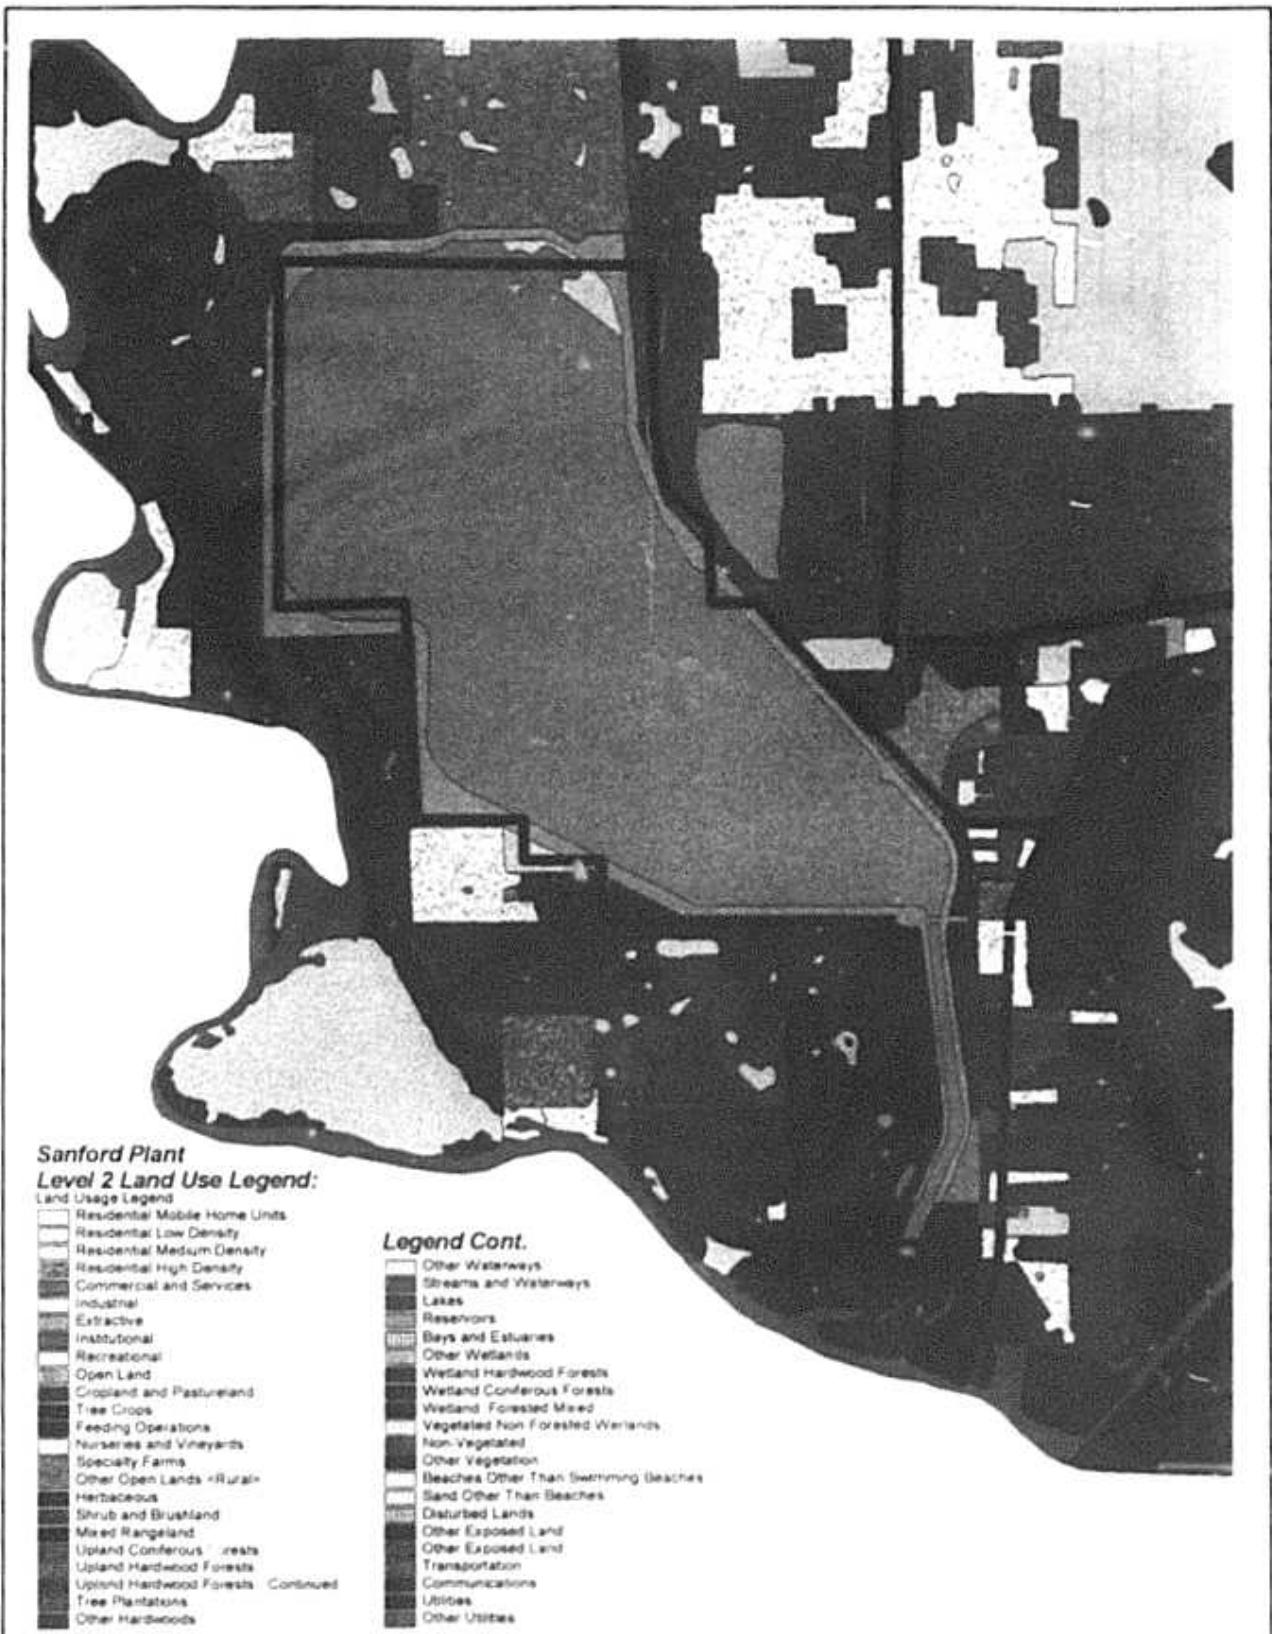 Sanford Plant
Level 2 Land Use Legend:
Land Usage Legend
Residential Mobile Home Units
Residential Low Density
Residential Medium Density
Residential High Density
Commercial and Services
Industrial
Extractive
Institutional
Recreational
Open Land
Cropland and Pastureland
Tree Crops
Feeding Operations
Nurseries and Vineyards
Specialty Farms
Other Open Lands <Rural>
Herbaceous
Shrub and Brushland
Mixed Rangeland
Upland Coniferous
Upland Hardwood Forests
Upland Hardwood Forests Continued
Tree Plantations
Other Hardwoods
Legend Cont.
Other Waterways
Streams and Waterways
Lakes
Reservoirs
Bays and Estuaries
Other Wetlands
Wetland Hardwood Forests
Wetland Coniferous Forests
Wetland Forested Mixed
Vegetated Non Forested Wetlands
Non-Vegetated
Other Vegetation
Beaches Other Than Swimming Beaches
Sand Other Than Beaches
Disturbed Lands
Other Exposed Land
Other Exposed Land
Transportation
Communications
Utilities
Other Utilities